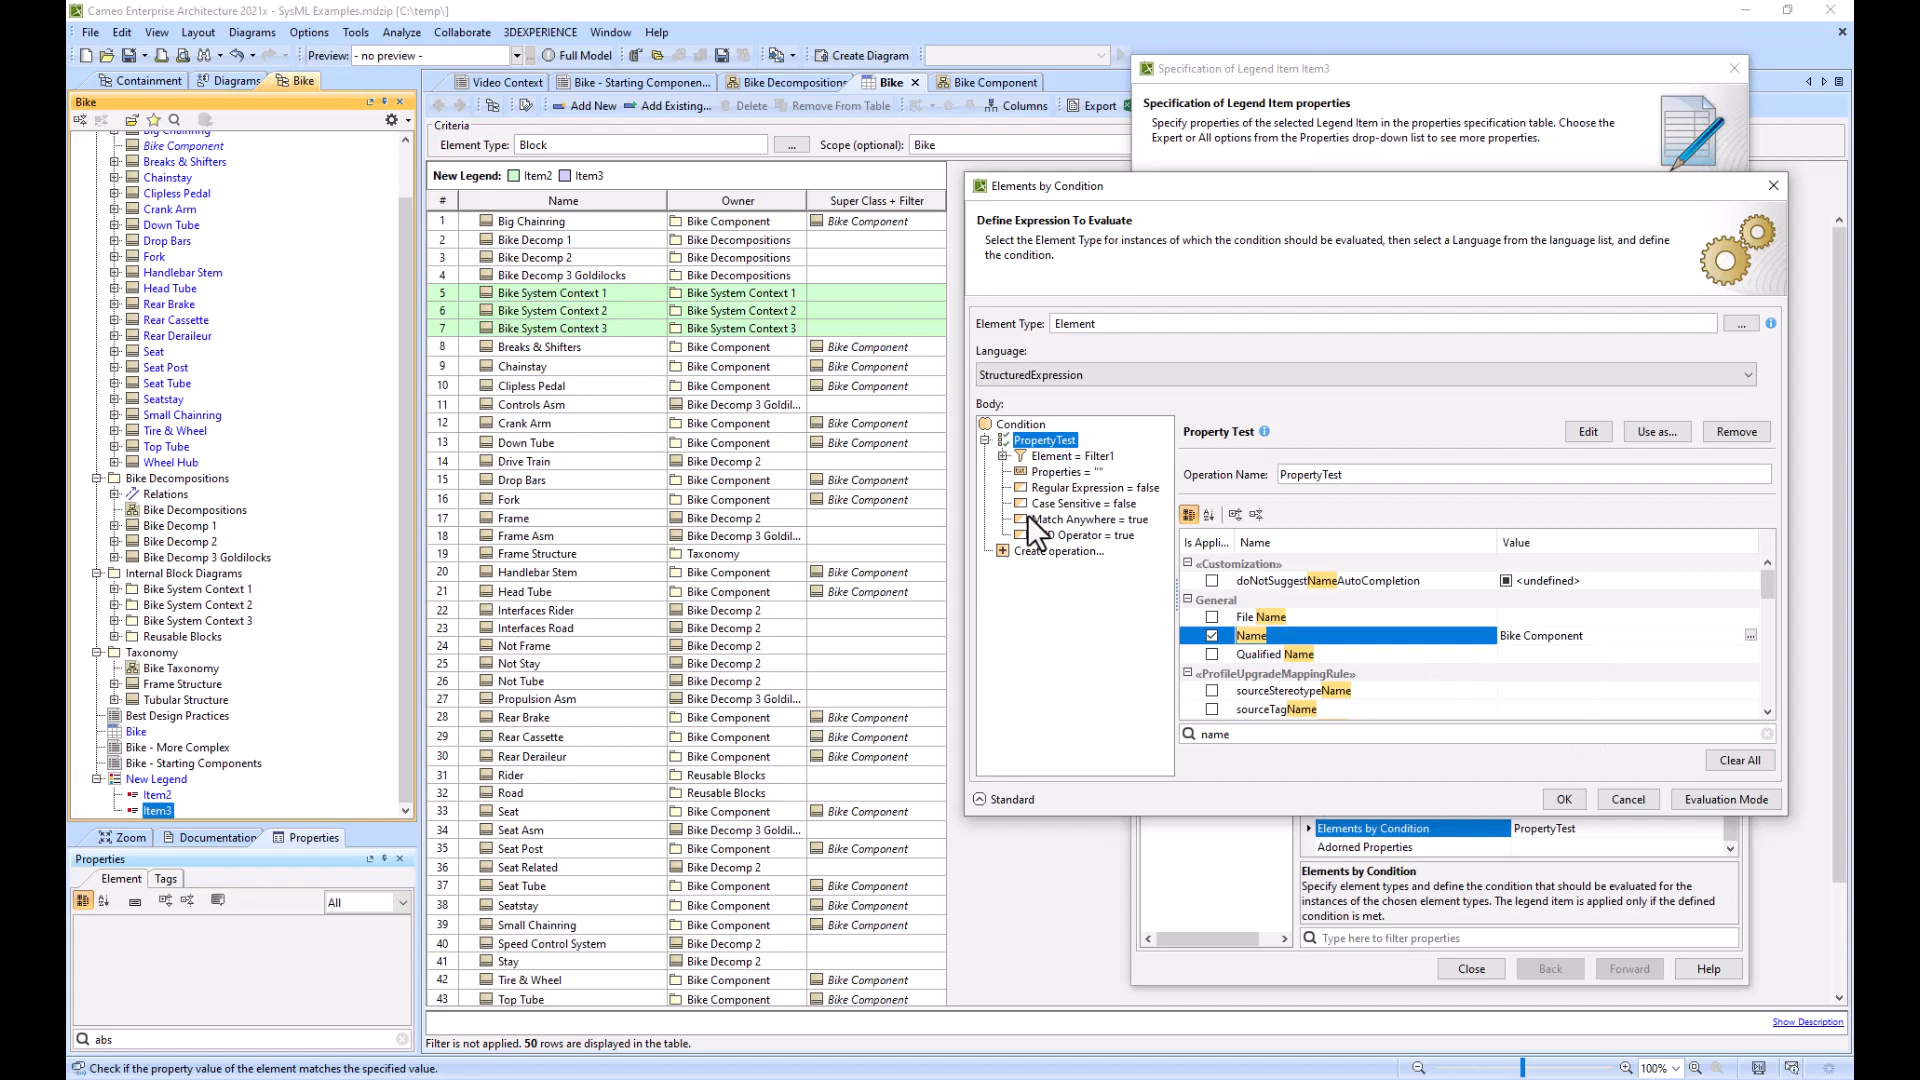 Cameo Enterprise Architecture 2021x - SysML Examples.mdzip [C:\temp\]
File Edit View Layout Diagrams Options Tools Analyze Collaborate 3DEXPERIENCE Window Help
Preview: - no preview - Full Model Create Diagram
Containment Diagrams Bike
Video Context Bike - Starting Componen... Bike Decompositions Bike Bike Component
Bike
Add New Add Existing... Delete Remove From Table Columns Export
Criteria
Element Type: Block ... Scope (optional): Bike
New Legend: Item2 Item3
Big Chainring
Bike Component
Breaks & Shifters
Chainstay
Clipless Pedal
Crank Arm
Down Tube
Drop Bars
Fork
Handlebar Stem
Head Tube
Rear Brake
Rear Cassette
Rear Deraileur
Seat
Seat Post
Seat Tube
Seatstay
Small Chainring
Tire & Wheel
Top Tube
Wheel Hub
Bike Decompositions
Relations
Bike Decompositions
Bike Decomp 1
Bike Decomp 2
Bike Decomp 3 Goldilocks
Internal Block Diagrams
Bike System Context 1
Bike System Context 2
Bike System Context 3
Reusable Blocks
Taxonomy
Bike Taxonomy
Frame Structure
Tubular Structure
Best Design Practices
Bike
Bike - More Complex
Bike - Starting Components
New Legend
Item2
Item3
Zoom Documentation Properties
Properties
Element Tags
All
abs
# Name Owner Super Class + Filter
1 Big Chainring Bike Component Bike Component
2 Bike Decomp 1 Bike Decompositions
3 Bike Decomp 2 Bike Decompositions
4 Bike Decomp 3 Goldilocks Bike Decompositions
5 Bike System Context 1 Bike System Context 1
6 Bike System Context 2 Bike System Context 2
7 Bike System Context 3 Bike System Context 3
8 Breaks & Shifters Bike Component Bike Component
9 Chainstay Bike Component Bike Component
10 Clipless Pedal Bike Component Bike Component
11 Controls Asm Bike Decomp 3 Goldil...
12 Crank Arm Bike Component Bike Component
13 Down Tube Bike Component Bike Component
14 Drive Train Bike Decomp 2
15 Drop Bars Bike Component Bike Component
16 Fork Bike Component Bike Component
17 Frame Bike Decomp 2
18 Frame Asm Bike Decomp 3 Goldil...
19 Frame Structure Taxonomy
20 Handlebar Stem Bike Component Bike Component
21 Head Tube Bike Component Bike Component
22 Interfaces Rider Bike Decomp 2
23 Interfaces Road Bike Decomp 2
24 Not Frame Bike Decomp 2
25 Not Stay Bike Decomp 2
26 Not Tube Bike Decomp 2
27 Propulsion Asm Bike Decomp 3 Goldil...
28 Rear Brake Bike Component Bike Component
29 Rear Cassette Bike Component Bike Component
30 Rear Deraileur Bike Component Bike Component
31 Rider Reusable Blocks
32 Road Reusable Blocks
33 Seat Bike Component Bike Component
34 Seat Asm Bike Decomp 3 Goldil...
35 Seat Post Bike Component Bike Component
36 Seat Related Bike Decomp 2
37 Seat Tube Bike Component Bike Component
38 Seatstay Bike Component Bike Component
39 Small Chainring Bike Component Bike Component
40 Speed Control System Bike Decomp 2
41 Stay Bike Decomp 2
42 Tire & Wheel Bike Component Bike Component
43 Top Tube Bike Component Bike Component
Specification of Legend Item Item3
Specification of Legend Item properties
Specify properties of the selected Legend Item in the properties specification table. Choose the
Expert or All options from the Properties drop-down list to see more properties.
Elements by Condition
Define Expression To Evaluate
Select the Element Type for instances of which the condition should be evaluated, then select a Language from the language list, and define
the condition.
Element Type: Element ...
Language:
StructuredExpression
Body:
Condition
PropertyTest
Element = Filter1
Properties = ""
Regular Expression = false
Case Sensitive = false
Match Anywhere = true
Operator = true
Create operation...
Property Test Edit Use as... Remove
Operation Name: PropertyTest
Is Appli... Name Value
«Customization»
doNotSuggestNameAutoCompletion <undefined>
General
File Name
Name Bike Component ...
Qualified Name
«ProfileUpgradeMappingRule»
sourceStereotypeName
sourceTagName
name
Clear All
Standard OK Cancel Evaluation Mode
Elements by Condition PropertyTest
Adorned Properties
Elements by Condition
Specify element types and define the condition that should be evaluated for the
instances of the chosen element types. The legend item is applied only if the defined
condition is met.
Type here to filter properties
Close Back Forward Help
Show Description
Filter is not applied. 50 rows are displayed in the table.
Check if the property value of the element matches the specified value.
100%